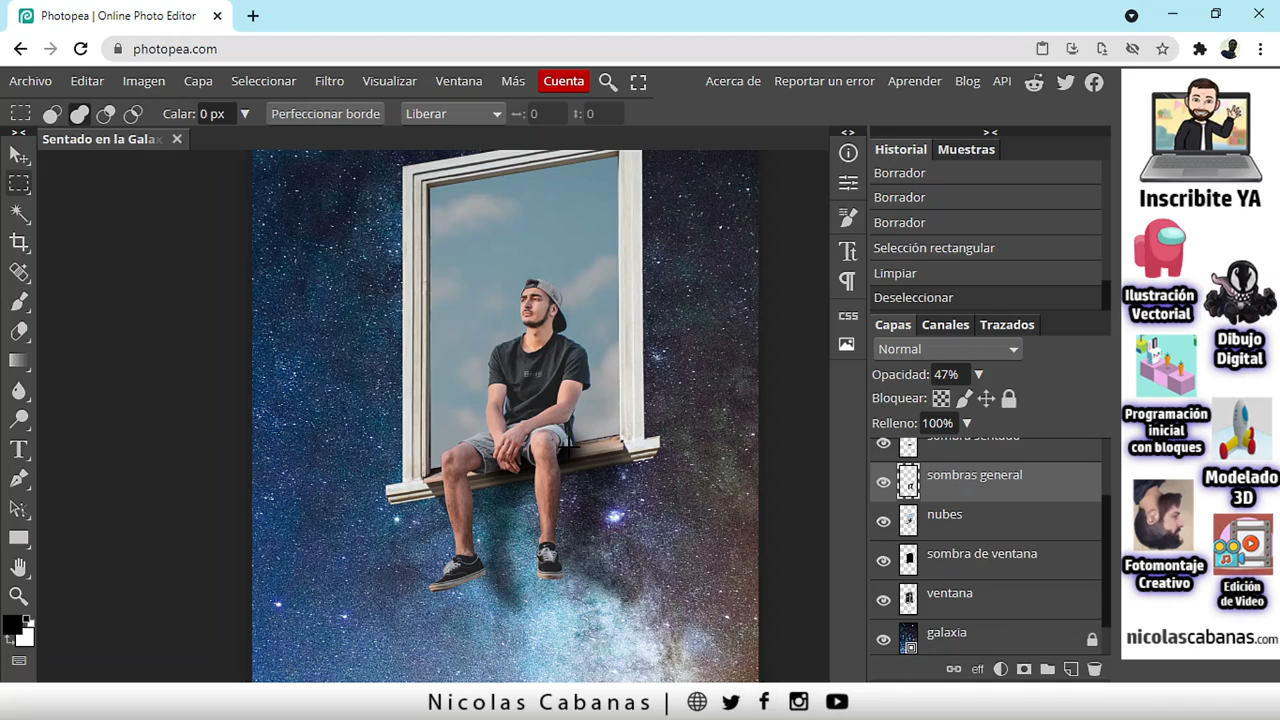 Photopea | Online Photo Editor
photopea.com
Archivo Editar Imagen Capa Seleccionar Filtro Visualizar Ventana Más Cuenta Acerca de Reportar un error Aprender Blog API
Calar: 0 px Perfeccionar borde Liberar 0 0
Sentado en la Gala
Historial Muestras
Borrador
Borrador
Borrador
Selección rectangular
Limpiar
Deseleccionar
Capas Canales Trazados
Normal
Opacidad: 47%
Bloquear:
Relleno: 100%
sombra sentado
sombras general
nubes
sombra de ventana
ventana
galaxia
eff
CSS
Inscribite YA
Ilustración
Vectorial
Dibujo
Digital
Programación
inicial
con bloques
Modelado
3D
Fotomontaje
Creativo
Edición
de Video
nicolascabanas.com
Nicolas Cabanas |